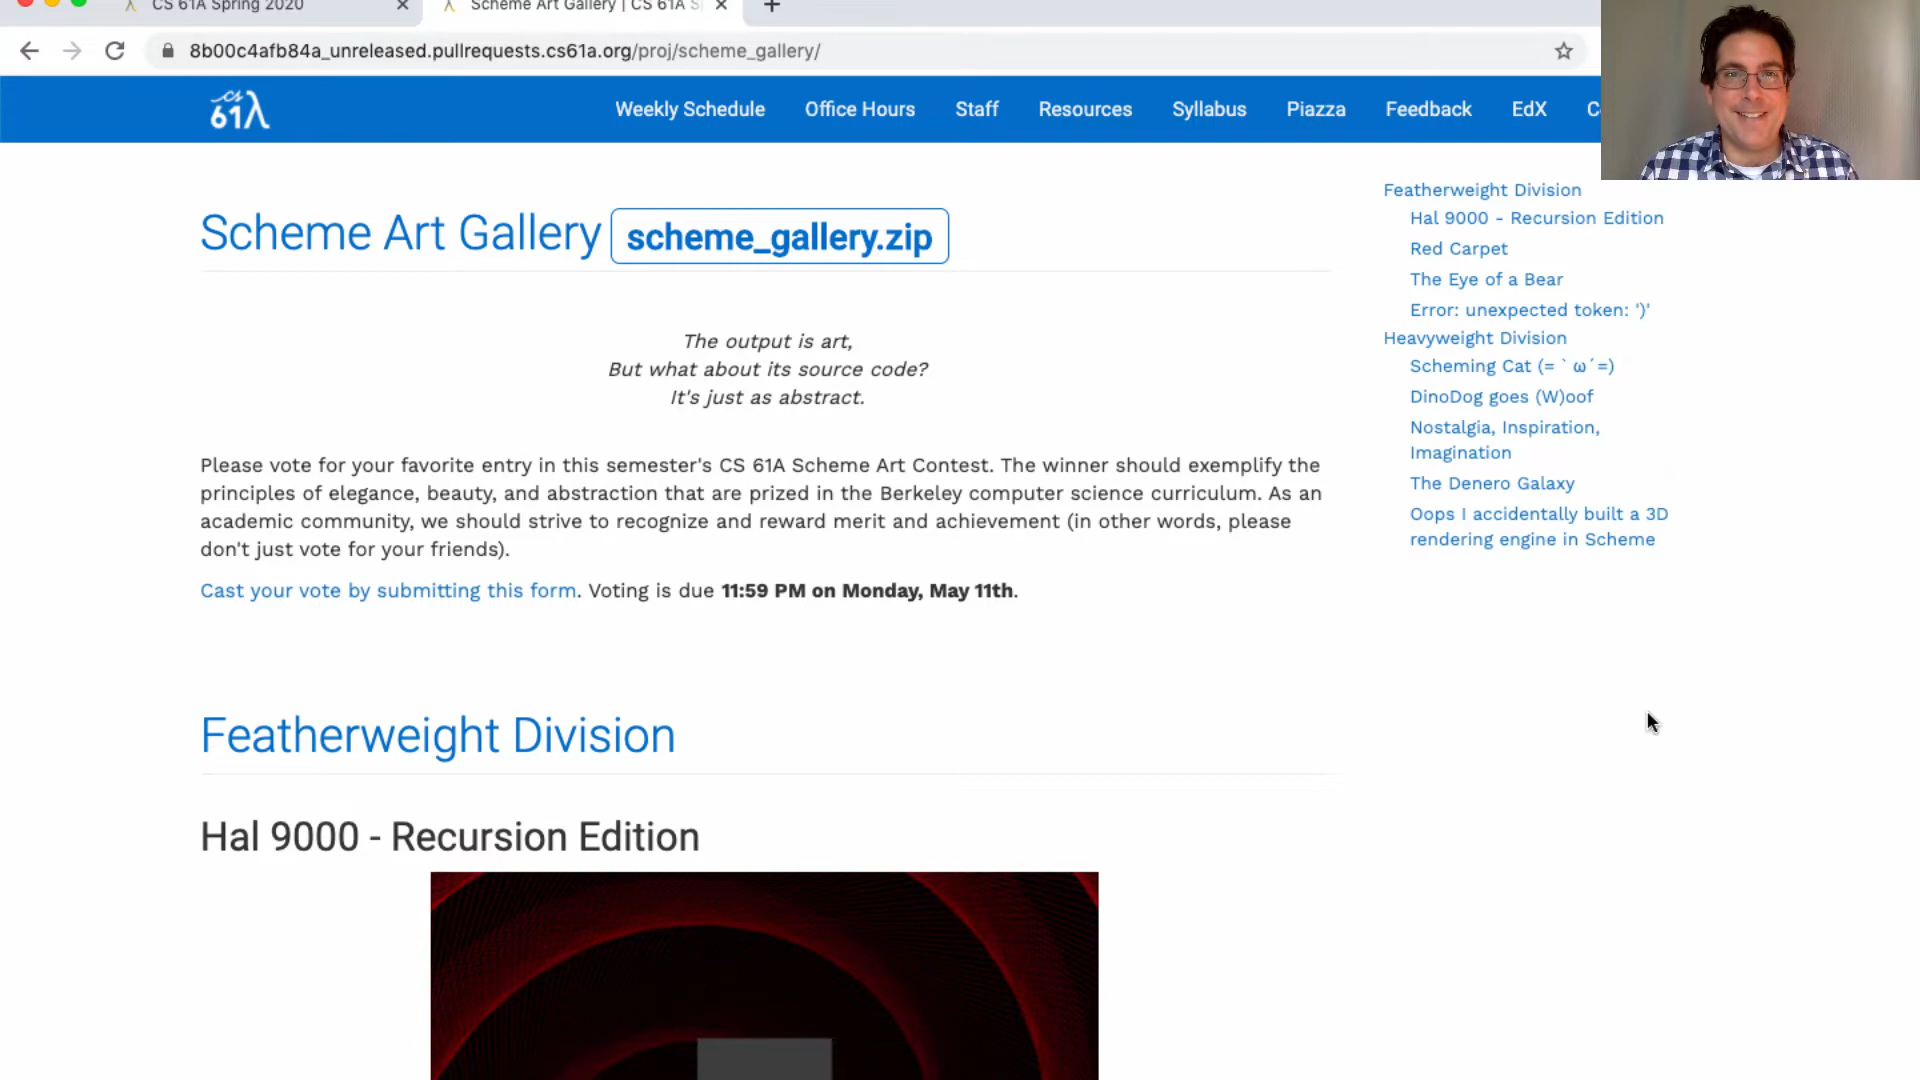 CS 61A Spring 2020
Scheme Art Gallery | CS 61A S
8b00c4afb84a_unreleased.pullrequests.cs61a.org/proj/scheme_gallery/
CS 61λ
Weekly Schedule
Office Hours
Staff
Resources
Syllabus
Piazza
Feedback
EdX
C
Scheme Art Gallery scheme_gallery.zip
The output is art,
But what about its source code?
It's just as abstract.
Please vote for your favorite entry in this semester's CS 61A Scheme Art Contest. The winner should exemplify the
principles of elegance, beauty, and abstraction that are prized in the Berkeley computer science curriculum. As an
academic community, we should strive to recognize and reward merit and achievement (in other words, please
don't just vote for your friends).
Cast your vote by submitting this form. Voting is due 11:59 PM on Monday, May 11th.
Featherweight Division
Hal 9000 - Recursion Edition
Featherweight Division
Hal 9000 - Recursion Edition
Red Carpet
The Eye of a Bear
Error: unexpected token: ')'
Heavyweight Division
Scheming Cat (= ` ω´=)
DinoDog goes (W)oof
Nostalgia, Inspiration,
Imagination
The Denero Galaxy
Oops I accidentally built a 3D
rendering engine in Scheme